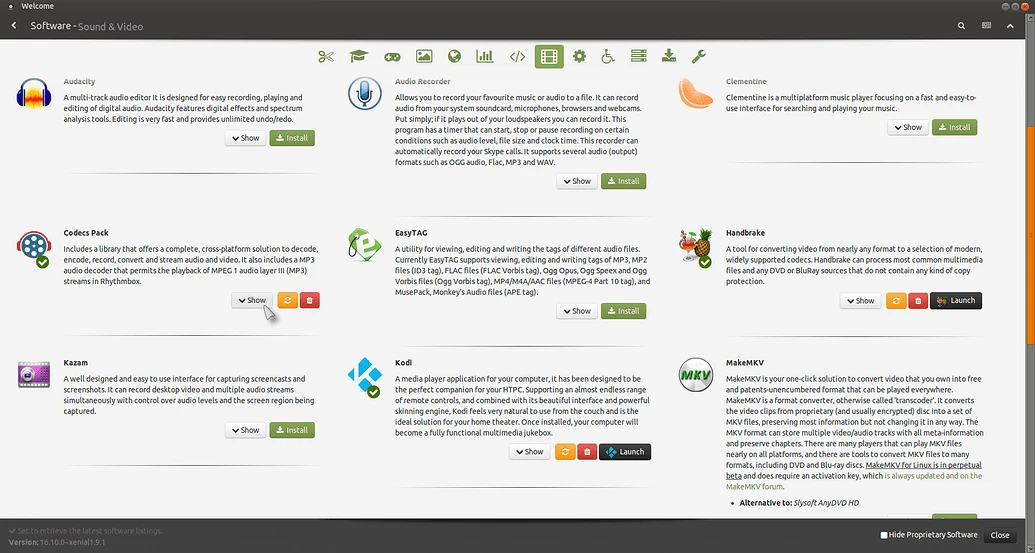 Welcome
Software - Sound & Video
Audacity
A multi-track audio editor It is designed for easy recording, playing and
editing of digital audio. Audacity features digital effects and spectrum
analysis tools. Editing is very fast and provides unlimited undo/redo.
Show
Install
Audio Recorder
Allows you to record your favourite music or audio to a file. It can record
audio from your system soundcard, microphones, browsers and webcams.
Put simply; if it plays out of your loudspeakers you can record it. This
program has a timer that can start, stop or pause recording on certain
conditions such as audio level, file size and clock time. This recorder can
automatically record your Skype calls. It supports several audio (output)
formats such as OGG audio, Flac, MP3 and WAV.
Show
Install
Clementine
Clementine is a multiplatform music player focusing on a fast and easy-to-
use interface for searching and playing your music.
Show
Install
Codecs Pack
Includes a library that offers a complete, cross-platform solution to decode,
encode, record, convert and stream audio and video. It also includes a MP3
audio decoder that permits the playback of MPEG 1 audio layer III (MP3)
streams in Rhythmbox.
Show
EasyTAG
A utility for viewing, editing and writing the tags of different audio files.
Currently EasyTAG supports viewing, editing and writing tags of MP3, MP2
files (ID3 tag), FLAC files (FLAC Vorbis tag), Ogg Opus, Ogg Speex and Ogg
Vorbis files (Ogg Vorbis tag), MP4/M4A/AAC files (MPEG-4 Part 10 tag), and
MusePack, Monkey's Audio files (APE tag).
Show
Install
Handbrake
A tool for converting video from nearly any format to a selection of modern,
widely supported codecs. Handbrake can process most common multimedia
files and any DVD or BluRay sources that do not contain any kind of copy
protection.
Show
Launch
Kazam
A well designed and easy to use interface for capturing screencasts and
screenshots. It can record desktop video and multiple audio streams
simultaneously with control over audio levels and the screen region being
captured.
Show
Install
Kodi
A media player application for your computer, it has been designed to be
the perfect companion for your HTPC. Supporting an almost endless range
of remote controls, and combined with its beautiful interface and powerful
skinning engine, Kodi feels very natural to use from the couch and is the
ideal solution for your home theater. Once installed, your computer will
become a fully functional multimedia jukebox.
Show
Launch
MKV
MakeMKV
MakeMKV is your one-click solution to convert video that you own into free
and patents-unencumbered format that can be played everywhere.
MakeMKV is a format converter, otherwise called 'transcoder'. It converts
the video clips from proprietary (and usually encrypted) disc into a set of
MKV files, preserving most information but not changing it in any way. The
MKV format can store multiple video/audio tracks with all meta-information
and preserve chapters. There are many players that can play MKV files
nearly on all platforms, and there are tools to convert MKV files to many
formats, including DVD and Blu-ray discs. MakeMKV for Linux is in perpetual
beta and does require an activation key, which is always updated and on the
MakeMKV forum.
• Alternative to: Slysoft AnyDVD HD
Set to retrieve the latest software listings.
Version: 16.10.0~xenial1.9.1
Hide Proprietary Software
Close